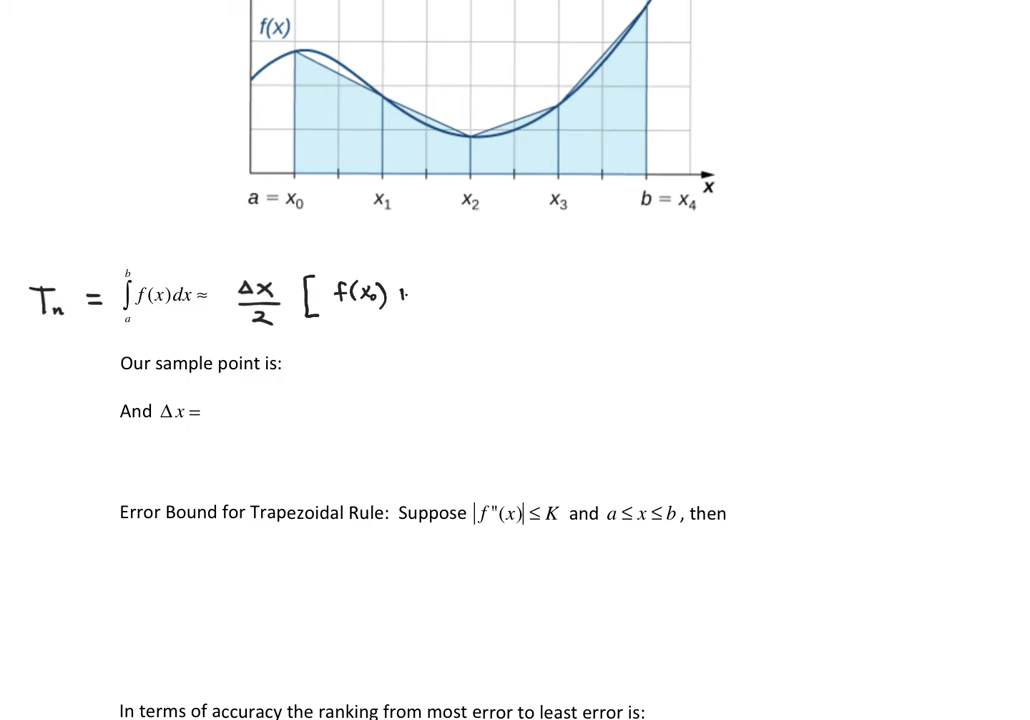 f(x)
x
a = x₀ x₁ x₂ x₃ b = x₄
Tₙ = ∫ₐᵇ f(x)dx ≈ Δx/2 [ f(x₀)
Our sample point is:
And Δx =
Error Bound for Trapezoidal Rule: Suppose |f"(x)| ≤ K and a ≤ x ≤ b, then
In terms of accuracy the ranking from most error to least error is: